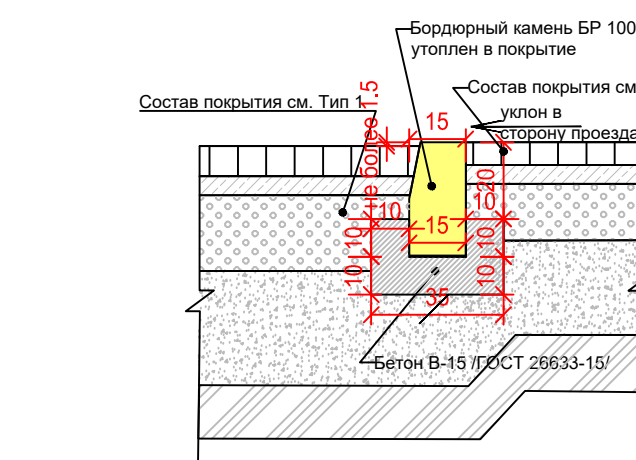 Бордюрный камень БР 100
утоплен в покрытие
Состав покрытия см
Состав покрытия см. Тип 1
уклон в
сторону проезда
не более 1.5
15
20
10
10
15
10
10
10
10
35
Бетон В-15 /ГОСТ 26633-15/